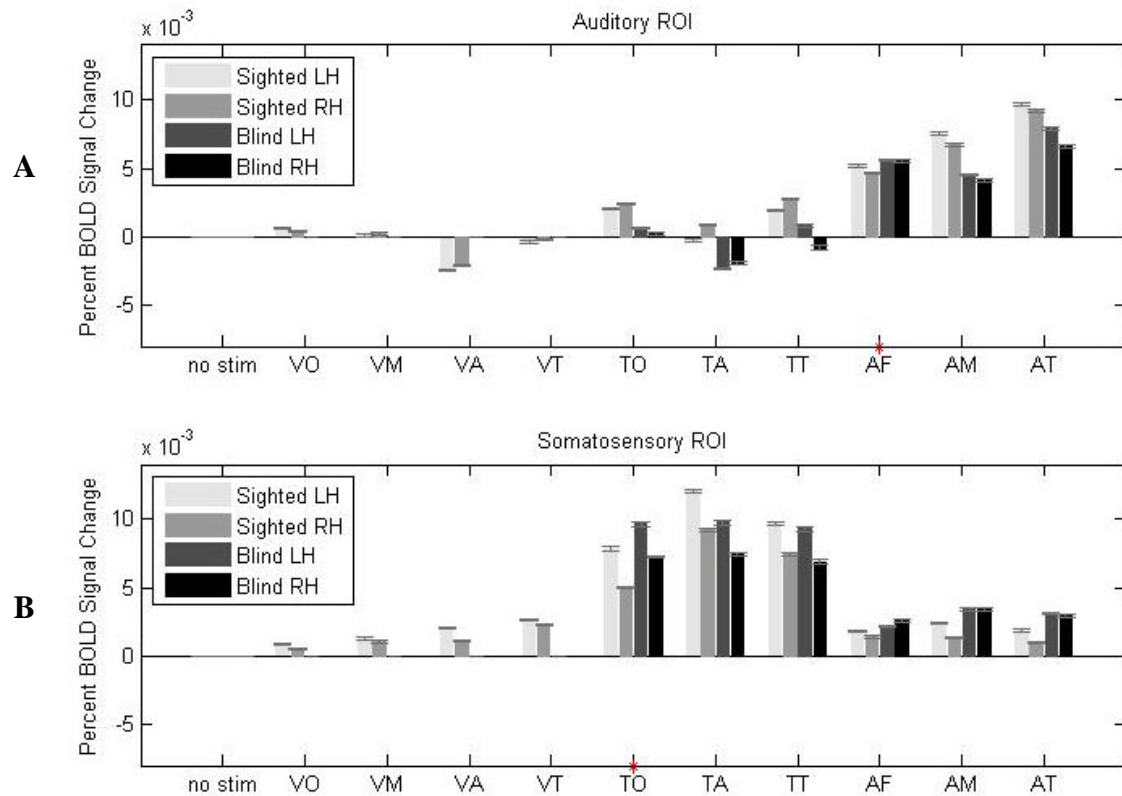 x 10-3
Auditory ROI
A
Percent BOLD Signal Change
10
5
0
-5
Sighted LH
Sighted RH
Blind LH
Blind RH
no stim VO VM VA VT TO TA TT AF AM AT
x 10-3
Somatosensory ROI
B
Percent BOLD Signal Change
10
5
0
-5
Sighted LH
Sighted RH
Blind LH
Blind RH
no stim VO VM VA VT TO TA TT AF AM AT